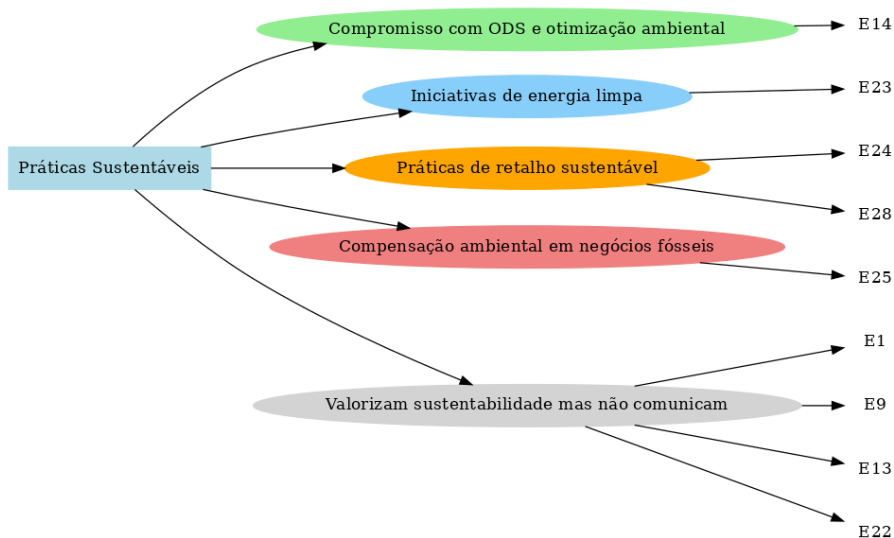 Práticas Sustentáveis
Compromisso com ODS e otimização ambiental
E14
Iniciativas de energia limpa
E23
Práticas de retalho sustentável
E24
E28
Compensação ambiental em negócios fósseis
E25
Valorizam sustentabilidade mas não comunicam
E1
E9
E13
E22